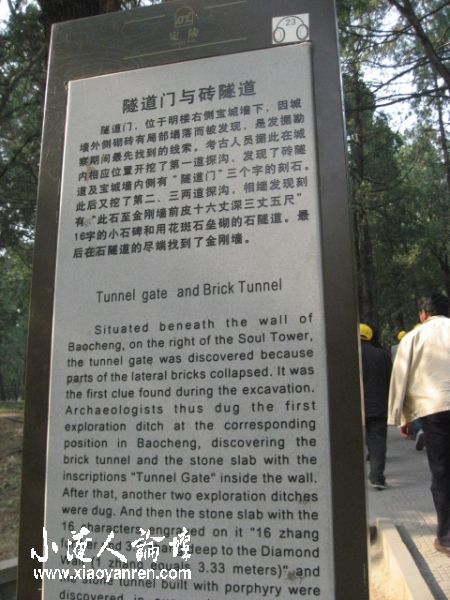 定陵
23
隧道门与砖隧道
隧道门，位于明楼右侧宝城墙下，因城
墙外侧砌砖有局部塌落而被发现，是发掘勘
察期间最先找到的线索。考古人员据此在城
内相应位置开挖了第一道探沟，发现了砖隧
道及宝城墙内侧有“隧道门”三个字的刻石。
此后又挖了第二、三两道探沟，相继发现刻
有“此石至金刚墙前皮十六丈深三丈五尺”
16字的小石碑和用花斑石垒砌的石隧道。最
后在石隧道的尽端找到了金刚墙。
Tunnel gate and Brick Tunnel
Situated beneath the wall of
Baocheng, on the right of the Soul Tower,
the tunnel gate was discovered because
parts of the lateral bricks collapsed. It was
the first clue found during the excavation.
Archaeologists thus dug the first
exploration ditch at the corresponding
position in Baocheng, discovering the
brick tunnel and the stone slab with the
inscriptions "Tunnel Gate" inside the wall.
After that, another two exploration ditches
were dug. And then the stone slab with the
16 characters engraved on it "16 zhang
deep to the Diamond
zhang equals 3.33 meters)" and
tunnel built with porphyry were
discovered in
小莲人論壇
www.xiaoyanren.com